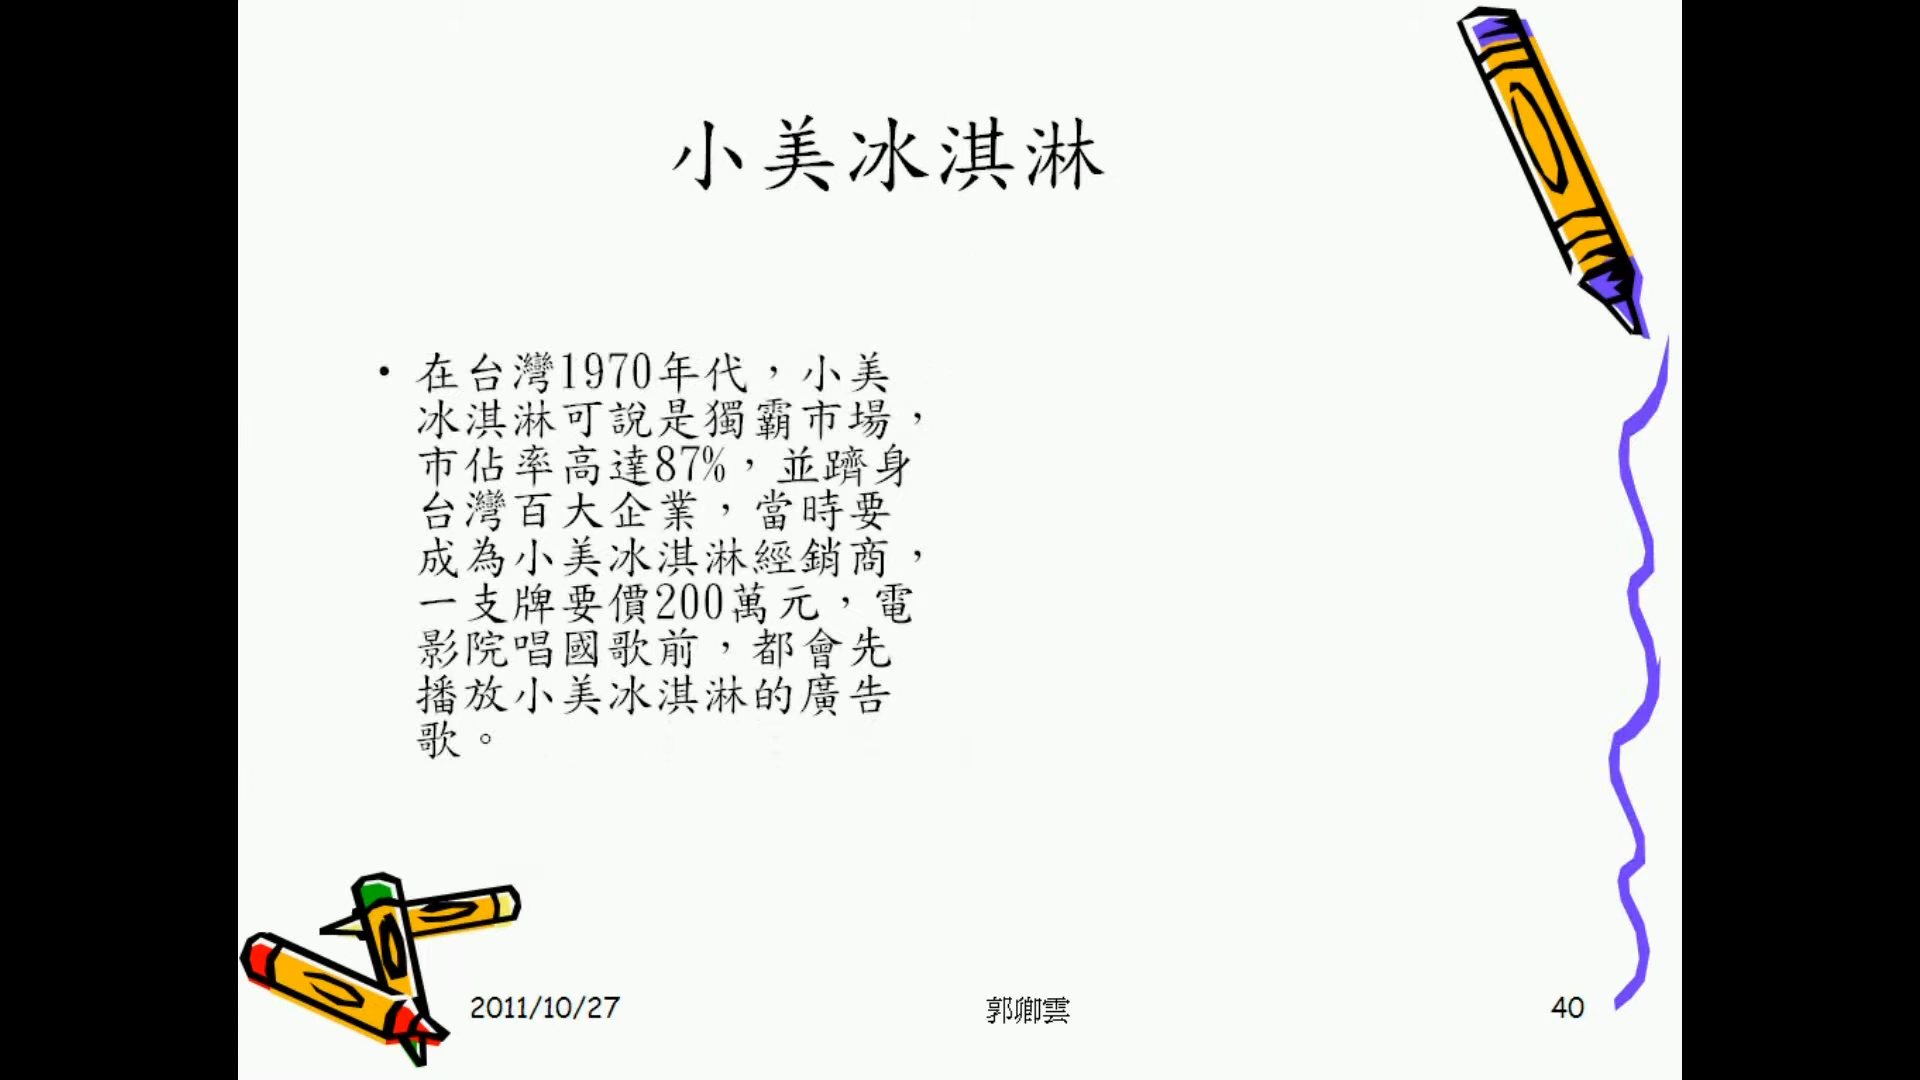 小美冰淇淋
• 在台灣1970年代，小美
冰淇淋可說是獨霸市場，
市佔率高達87%，並躋身
台灣百大企業，當時要
成為小美冰淇淋經銷商，
一支牌要價200萬元，電
影院唱國歌前，都會先
播放小美冰淇淋的廣告
歌。
2011/10/27
郭卿雲
40